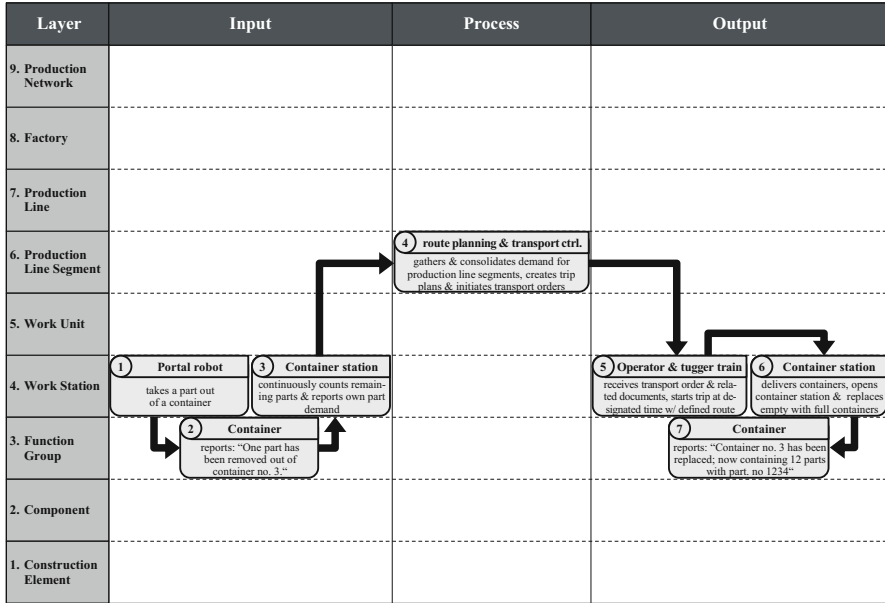 Layer Input Process Output
9. Production
Network
8. Factory
7. Production
Line
6. Production
Line Segment
4 route planning & transport ctrl.
gathers & consolidates demand for
production line segments, creates trip
plans & initiates transport orders
5. Work Unit
4. Work Station
1 Portal robot
takes a part out
of a container
3 Container station
continuously counts remain-
ing parts & reports own part
demand
5 Operator & tugger train
receives transport order & rela-
ted documents, starts trip at de-
signated time w/ defined route
6 Container station
delivers containers, opens
container station & replaces
empty with full containers
3. Function
Group
2 Container
reports: “One part has
been removed out of
container no. 3.“
7 Container
reports: “Container no. 3 has been
replaced; now containing 12 parts
with part. no 1234“
2. Component
1. Construction
Element